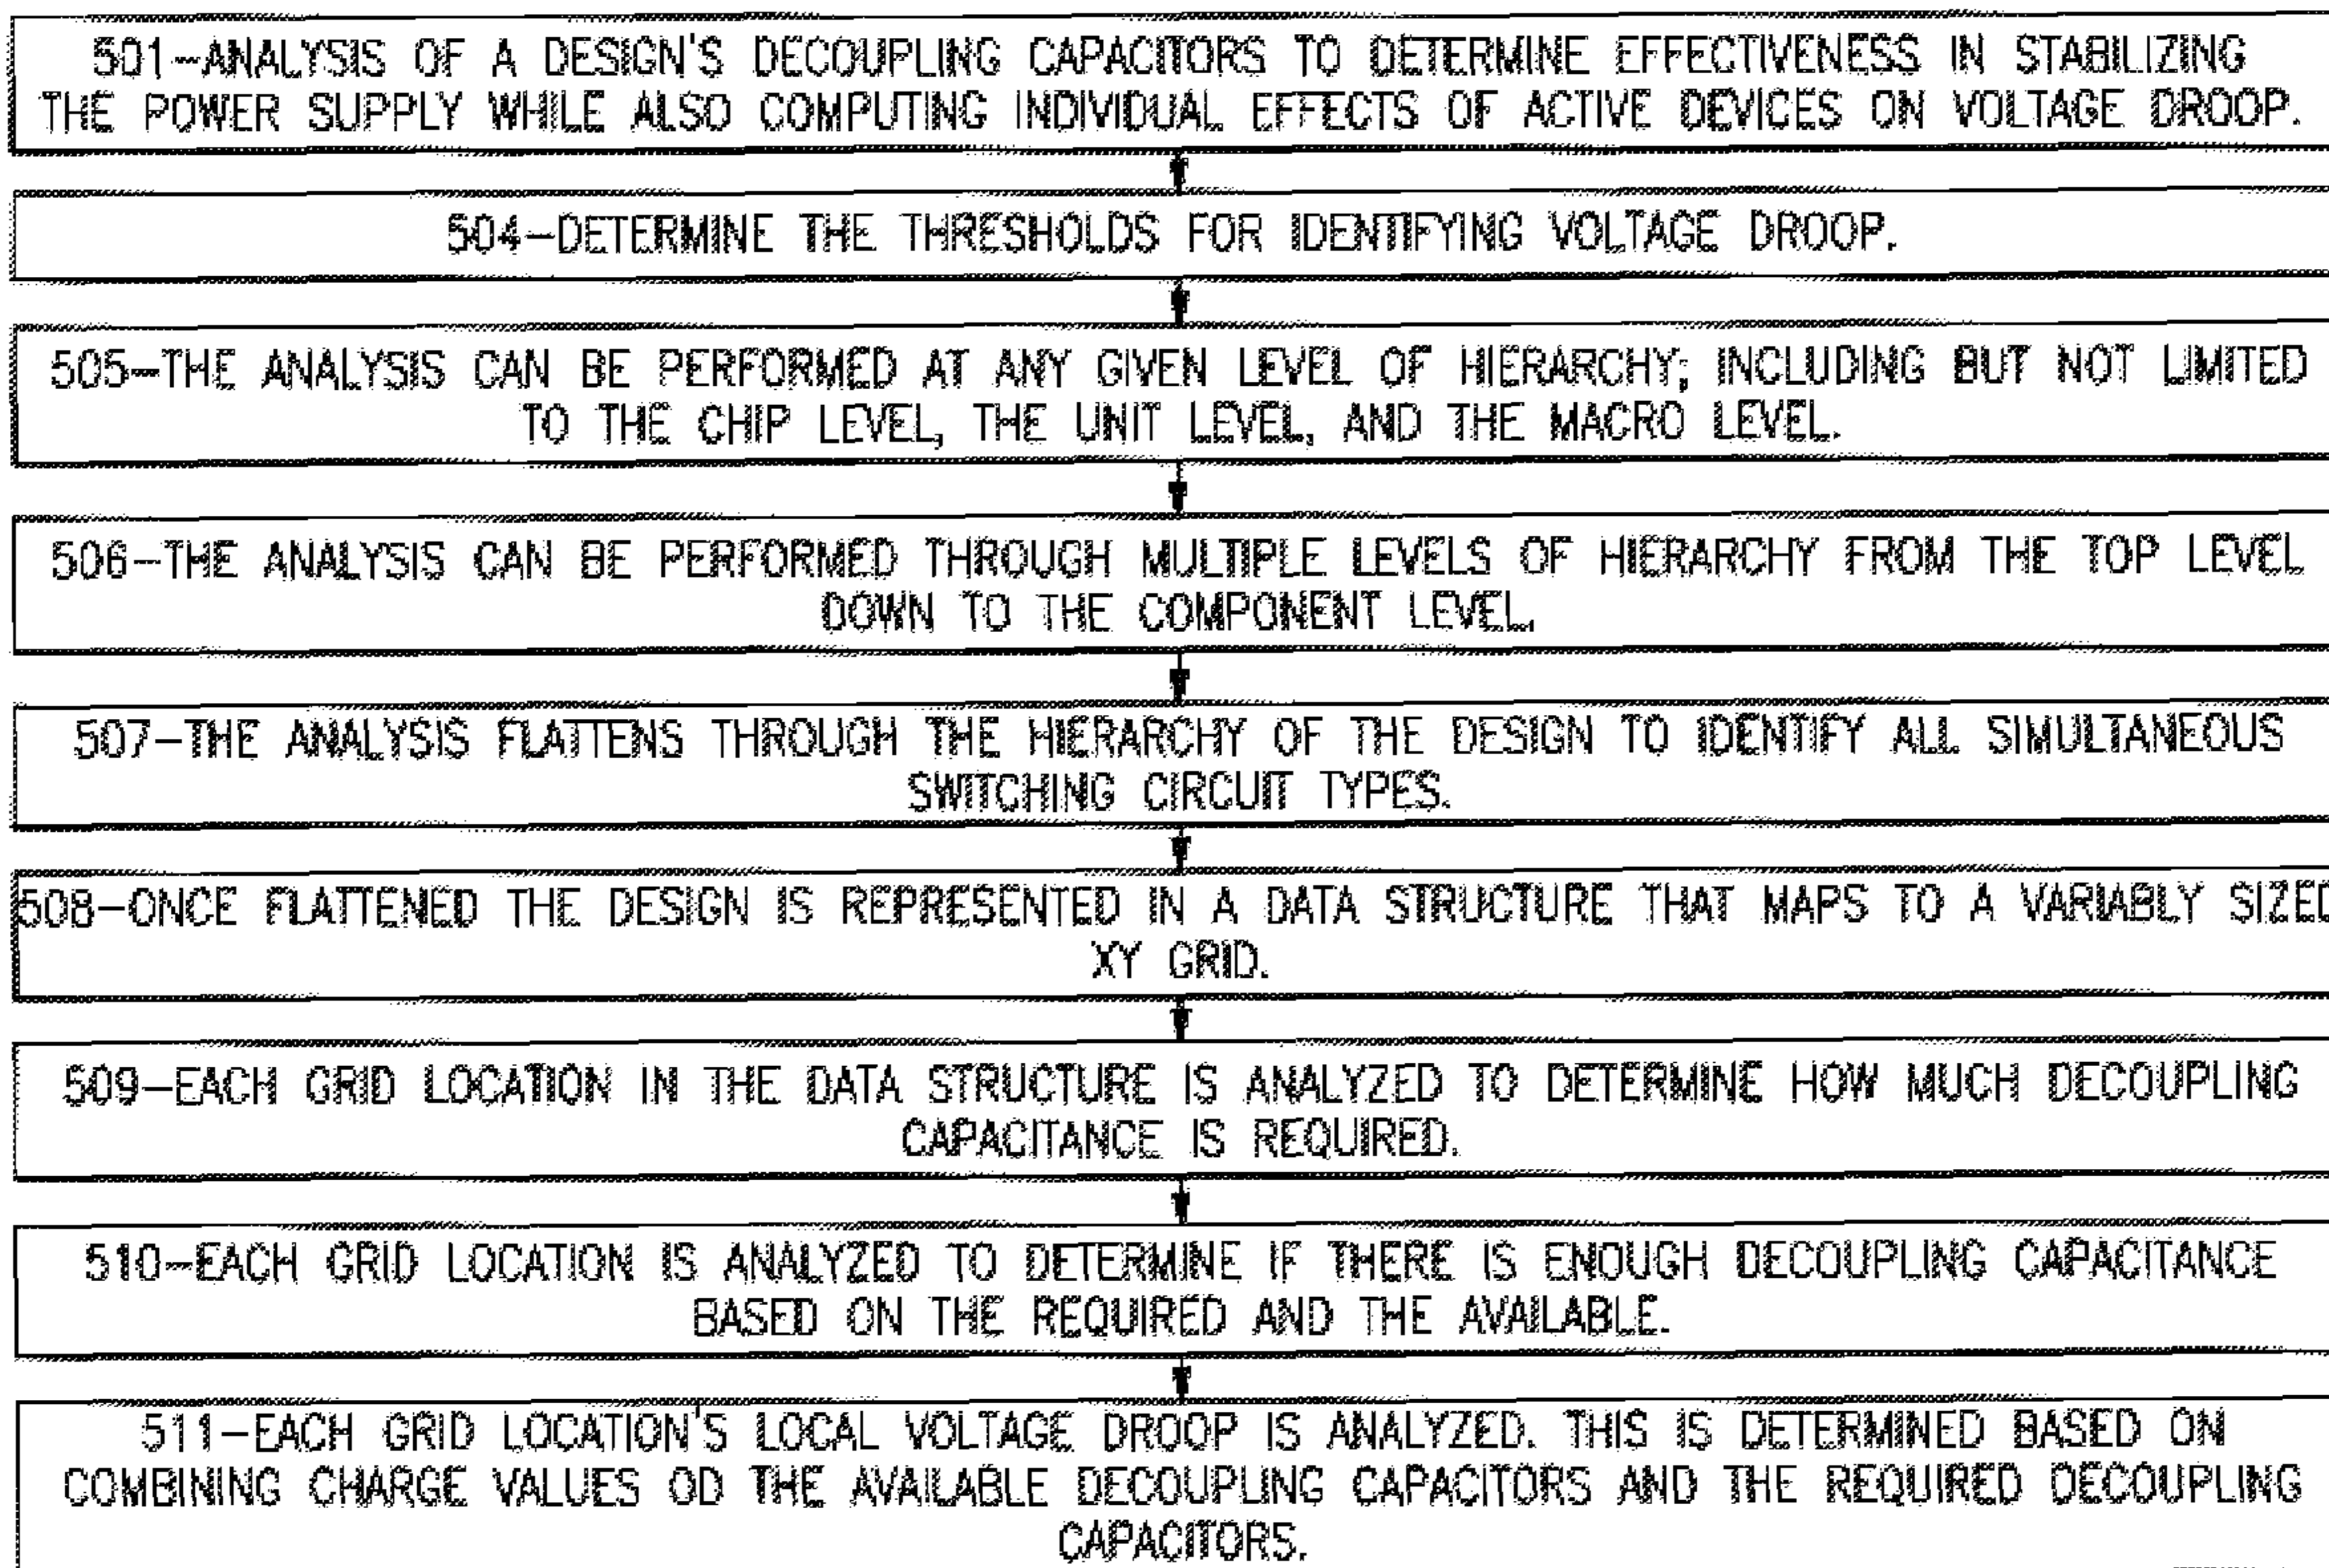 501-ANALYSIS OF A DESIGN'S DECOUPLING CAPACITORS TO DETERMINE EFFECTIVENESS IN STABILIZING
THE POWER SUPPLY WHILE ALSO COMPUTING INDIVIDUAL EFFECTS OF ACTIVE DEVICES ON VOLTAGE DROOP.
504-DETERMINE THE THRESHOLDS FOR IDENTIFYING VOLTAGE DROOP.
505-THE ANALYSIS CAN BE PERFORMED AT ANY GIVEN LEVEL OF HIERARCHY; INCLUDING BUT NOT LIMITED
TO THE CHIP LEVEL, THE UNIT LEVEL, AND THE MACRO LEVEL.
506-THE ANALYSIS CAN BE PERFORMED THROUGH MULTIPLE LEVELS OF HIERARCHY FROM THE TOP LEVEL
DOWN TO THE COMPONENT LEVEL.
507-THE ANALYSIS FLATTENS THROUGH THE HIERARCHY OF THE DESIGN TO IDENTIFY ALL SIMULTANEOUS
SWITCHING CIRCUIT TYPES.
508-ONCE FLATTENED THE DESIGN IS REPRESENTED IN A DATA STRUCTURE THAT MAPS TO A VARIABLY SIZED
XY GRID.
509-EACH GRID LOCATION IN THE DATA STRUCTURE IS ANALYZED TO DETERMINE HOW MUCH DECOUPLING
CAPACITANCE IS REQUIRED.
510-EACH GRID LOCATION IS ANALYZED TO DETERMINE IF THERE IS ENOUGH DECOUPLING CAPACITANCE
BASED ON THE REQUIRED AND THE AVAILABLE.
511-EACH GRID LOCATION'S LOCAL VOLTAGE DROOP IS ANALYZED. THIS IS DETERMINED BASED ON
COMBINING CHARGE VALUES OD THE AVAILABLE DECOUPLING CAPACITORS AND THE REQUIRED DECOUPLING
CAPACITORS.